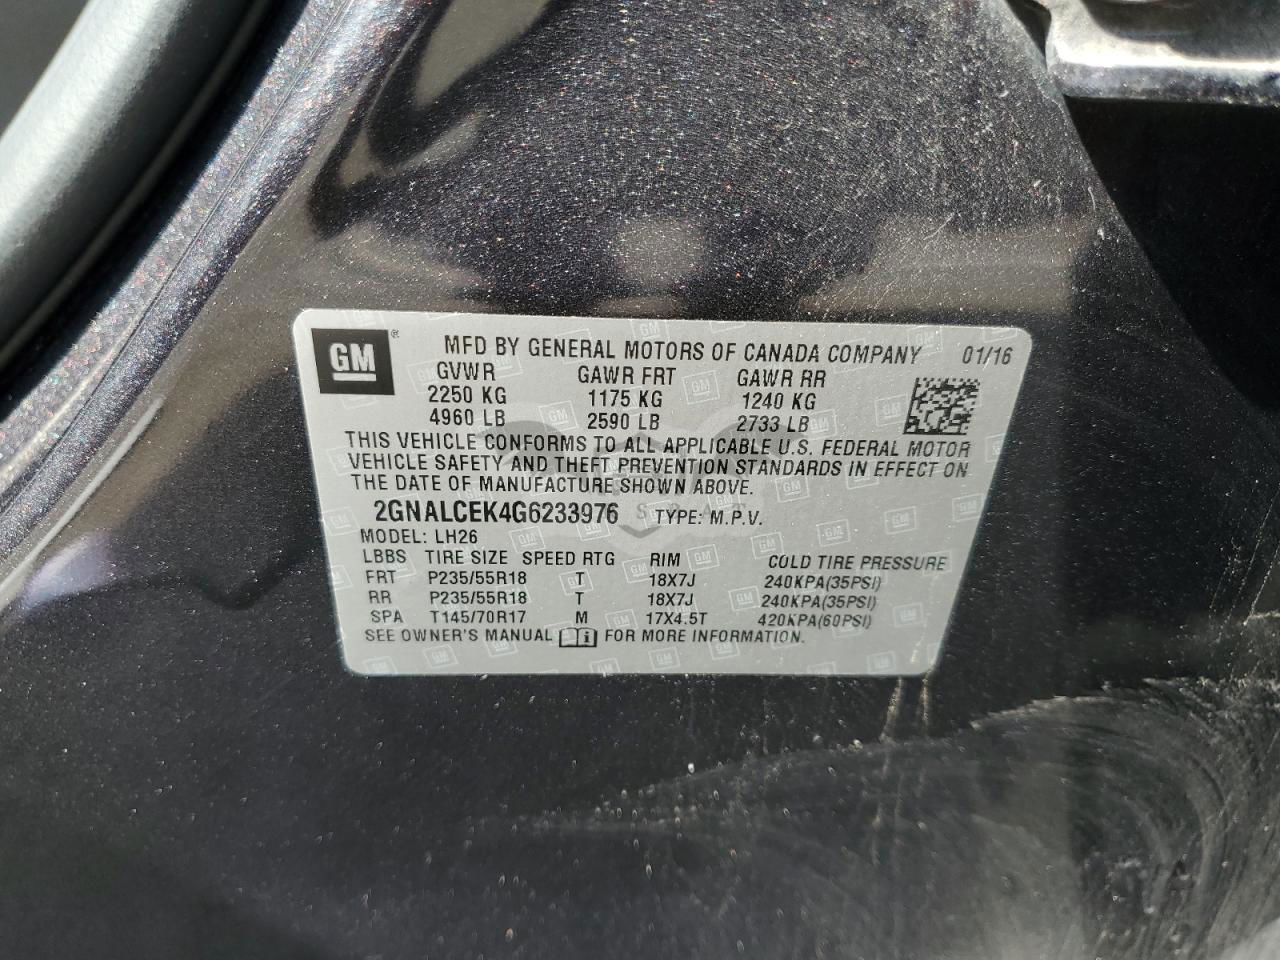 GM® MFD BY GENERAL MOTORS OF CANADA COMPANY 01/16
GVWR GAWR FRT GAWR RR
2250 KG 1175 KG 1240 KG
4960 LB 2590 LB 2733 LB
THIS VEHICLE CONFORMS TO ALL APPLICABLE U.S. FEDERAL MOTOR
VEHICLE SAFETY AND THEFT PREVENTION STANDARDS IN EFFECT ON
THE DATE OF MANUFACTURE SHOWN ABOVE.
2GNALCEK4G6233976 TYPE: M.P.V.
MODEL: LH26
LBBS TIRE SIZE SPEED RTG RIM COLD TIRE PRESSURE
FRT P235/55R18 T 18X7J 240KPA(35PSI)
RR P235/55R18 T 18X7J 240KPA(35PSI)
SPA T145/70R17 M 17X4.5T 420KPA(60PSI)
SEE OWNER'S MANUAL FOR MORE INFORMATION.